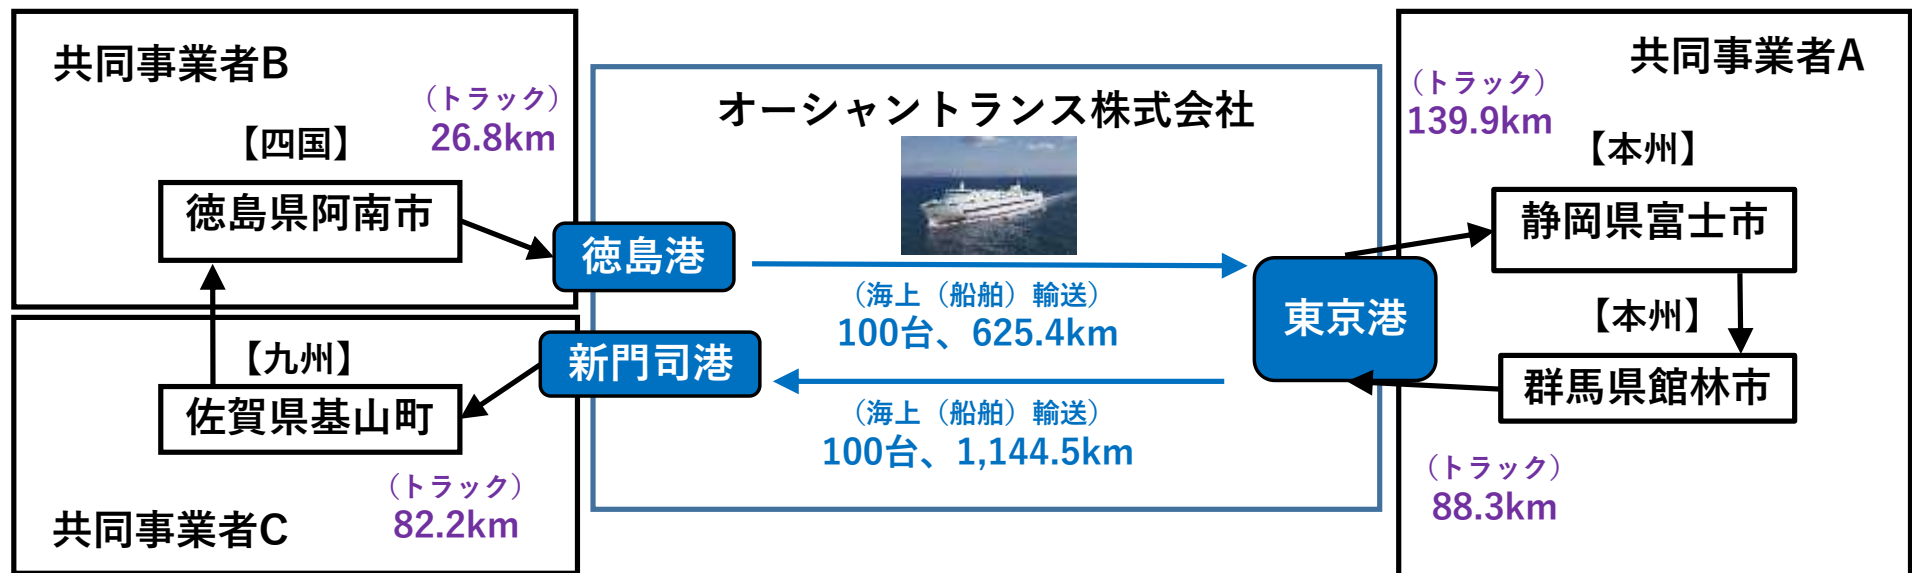 共同事業者B
（トラック）
26.8km
【四国】
徳島県阿南市
徳島港
オーシャントランス株式会社
（海上（船舶）輸送）
100台、625.4km
東京港
共同事業者A
（トラック）
139.9km
【本州】
静岡県富士市
【本州】
群馬県館林市
（トラック）
88.3km
新門司港
（海上（船舶）輸送）
100台、1,144.5km
【九州】
佐賀県基山町
（トラック）
82.2km
共同事業者C